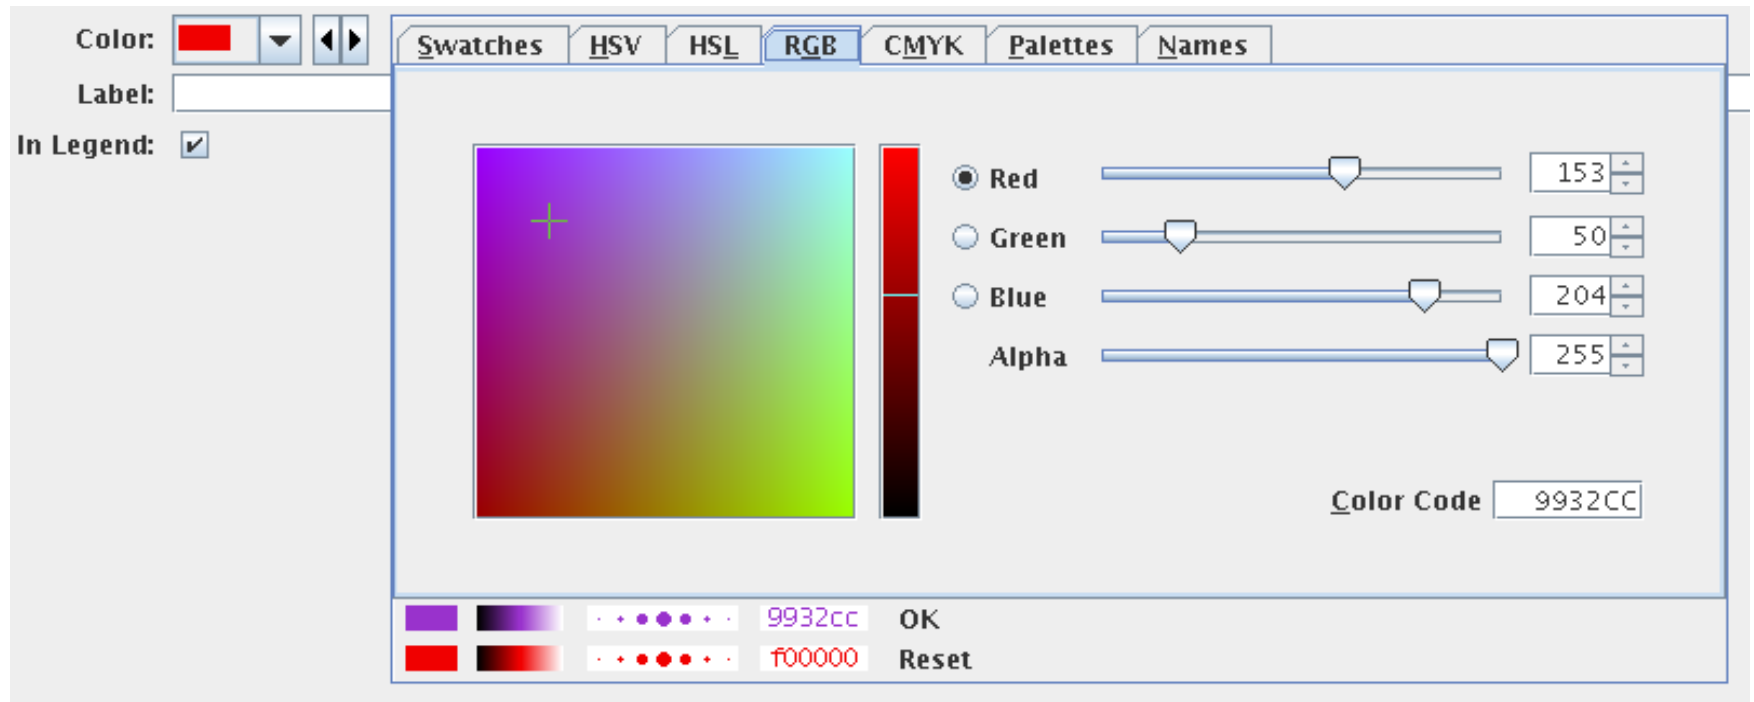 Color:
Swatches HSV HSL RGB CMYK Palettes Names
Label:
In Legend:
Red 153
Green 50
Blue 204
Alpha 255
Color Code 9932CC
9932cc OK
f00000 Reset